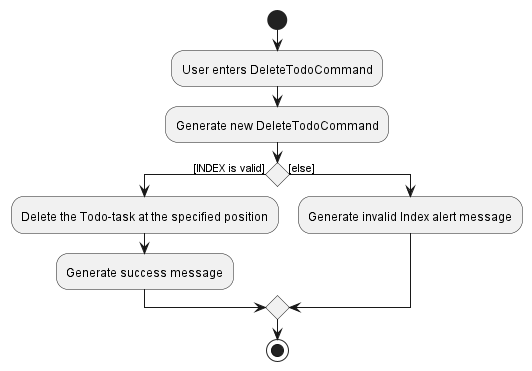 User enters DeleteTodoCommand
Generate new DeleteTodoCommand
[INDEX is valid]
[else]
Delete the Todo-task at the specified position
Generate invalid Index alert message
Generate success message